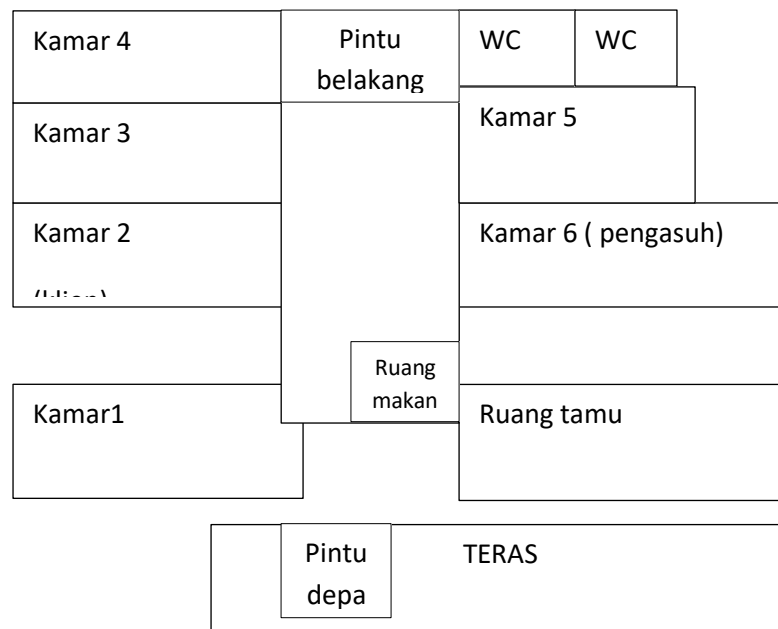 Kamar 4
Pintu
belakang
WC
WC
Kamar 3
Kamar 5
Kamar 2
(klien)
Kamar 6 ( pengasuh)
Ruang
makan
Kamar1
Ruang tamu
Pintu
depa
TERAS